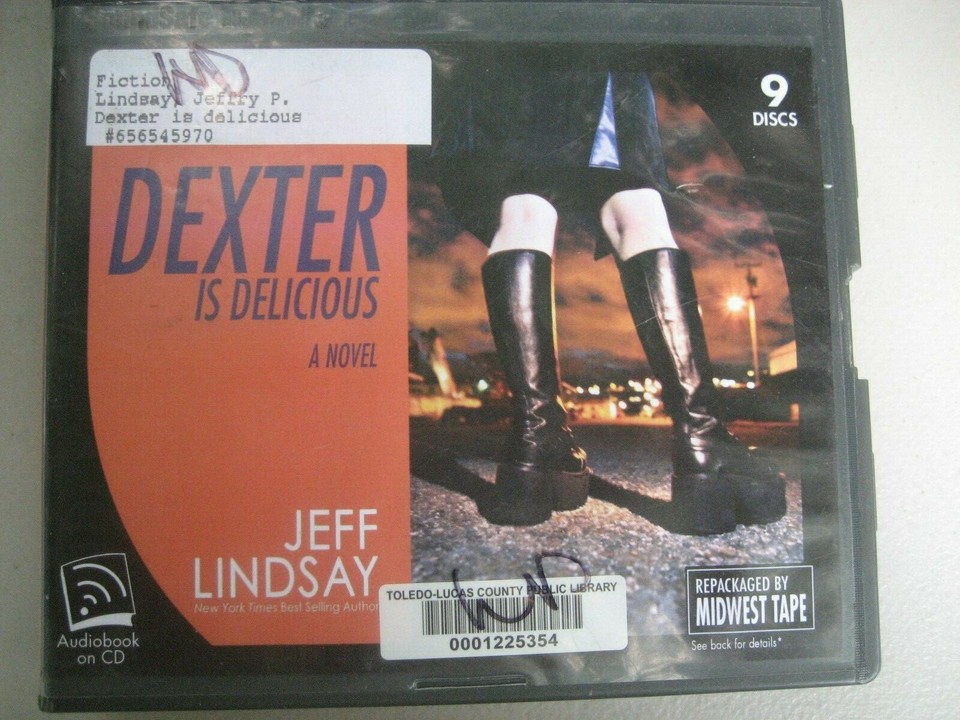 Fiction
Lindsay, Jeffry P.
Dexter is delicious
#656545970
WD
9
DISCS
DEXTER
IS DELICIOUS
A NOVEL
JEFF
LINDSAY
New York Times Best Selling Author
Audiobook
on CD
TOLEDO-LUCAS COUNTY PUBLIC LIBRARY
0001225354
WD
REPACKAGED BY
MIDWEST TAPE
See back for details*